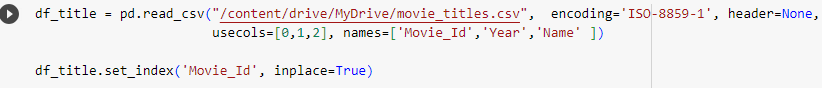 df_title = pd.read_csv("/content/drive/MyDrive/movie_titles.csv",  encoding='ISO-8859-1', header=None,
usecols=[0,1,2], names=['Movie_Id','Year','Name' ])
df_title.set_index('Movie_Id', inplace=True)